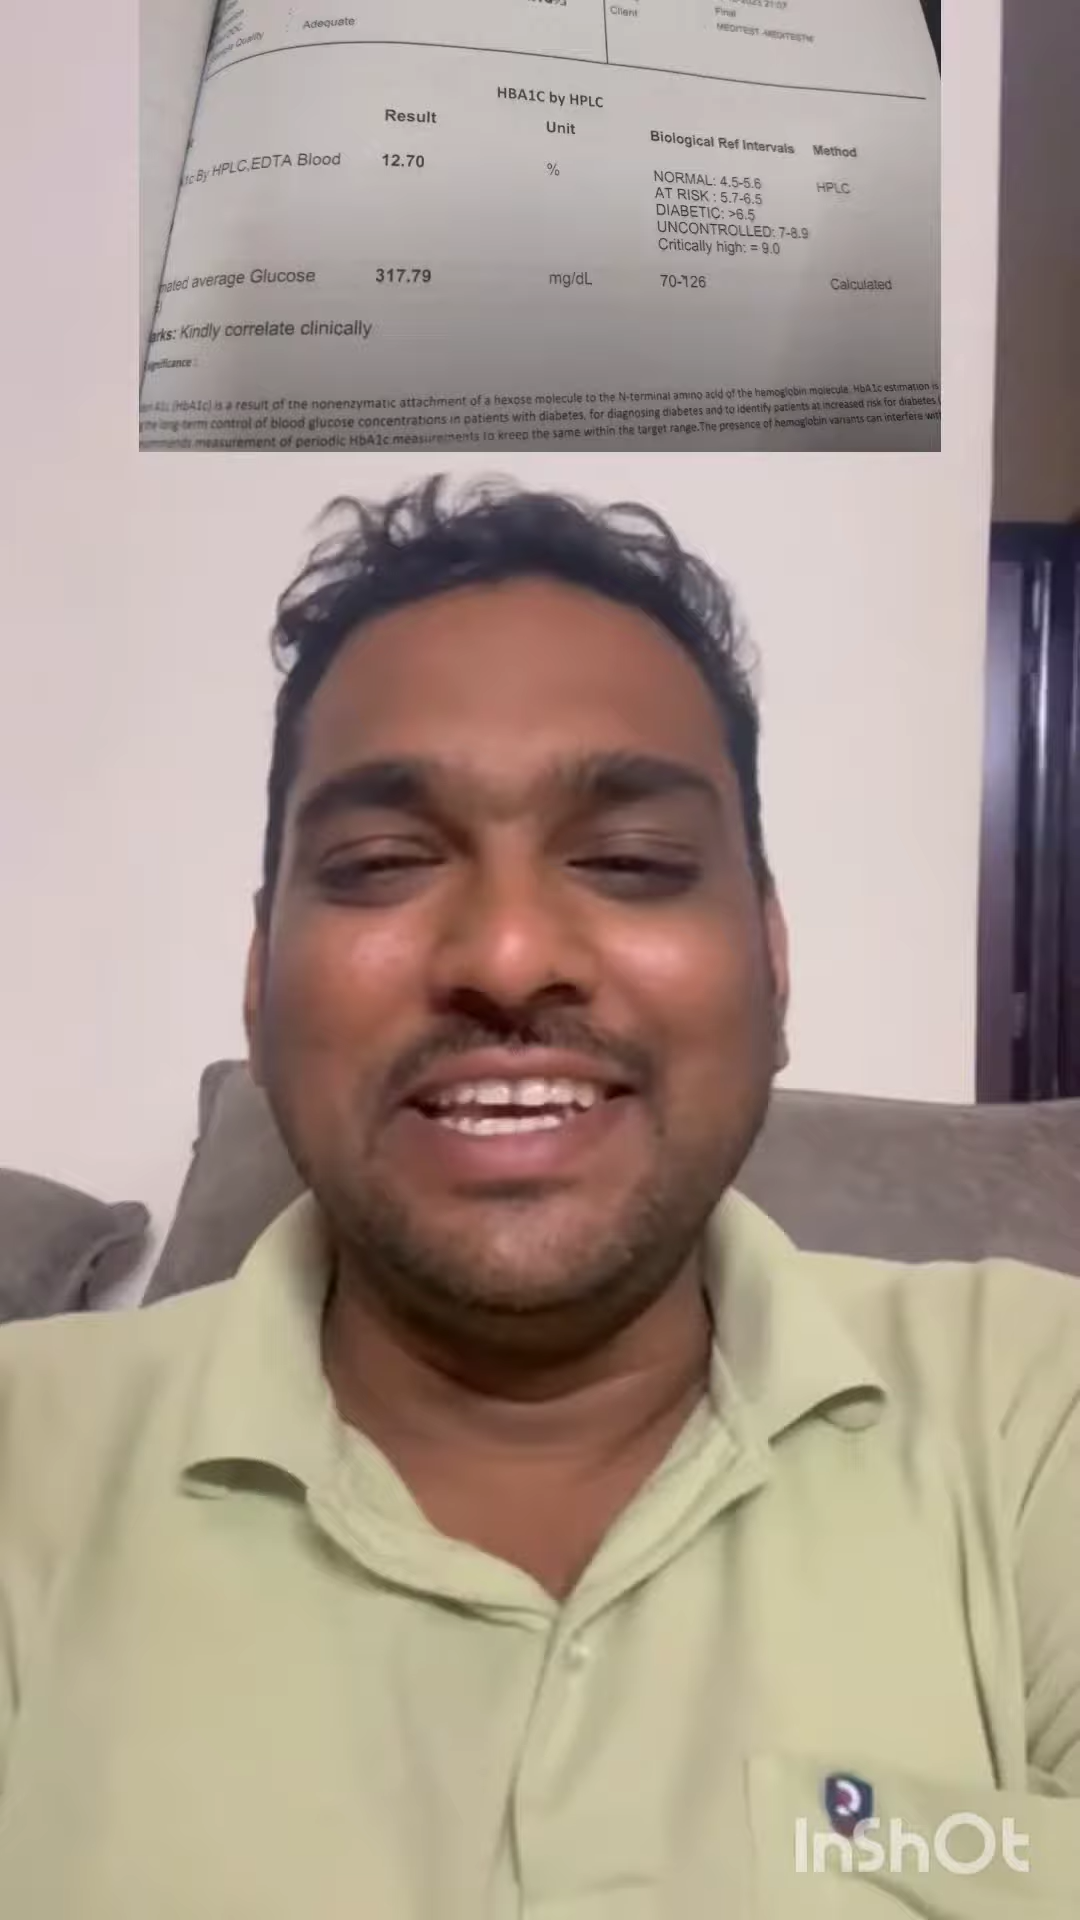 Adequate
Client
Final
MEDITEST -MEDITEST
HBA1C by HPLC
Result Unit Biological Ref Intervals Method
By HPLC,EDTA Blood 12.70 % NORMAL: 4.5-5.6 HPLC
AT RISK : 5.7-6.5
DIABETIC: >6.5
UNCONTROLLED: 7-8.9
Critically high: = 9.0
average Glucose 317.79 mg/dL 70-126 Calculated
Kindly correlate clinically
(HbA1c) is a result of the nonenzymatic attachment of a hexose molecule to the N-terminal amino acid of the hemoglobin molecule. HbA1c estimation is
long-term control of blood glucose concentrations in patients with diabetes, for diagnosing diabetes and to identify patients at increased risk for diabetes
measurement of periodic HbA1c measurements to kreep the same within the target range.The presence of hemoglobin variants can interfere
InShOt